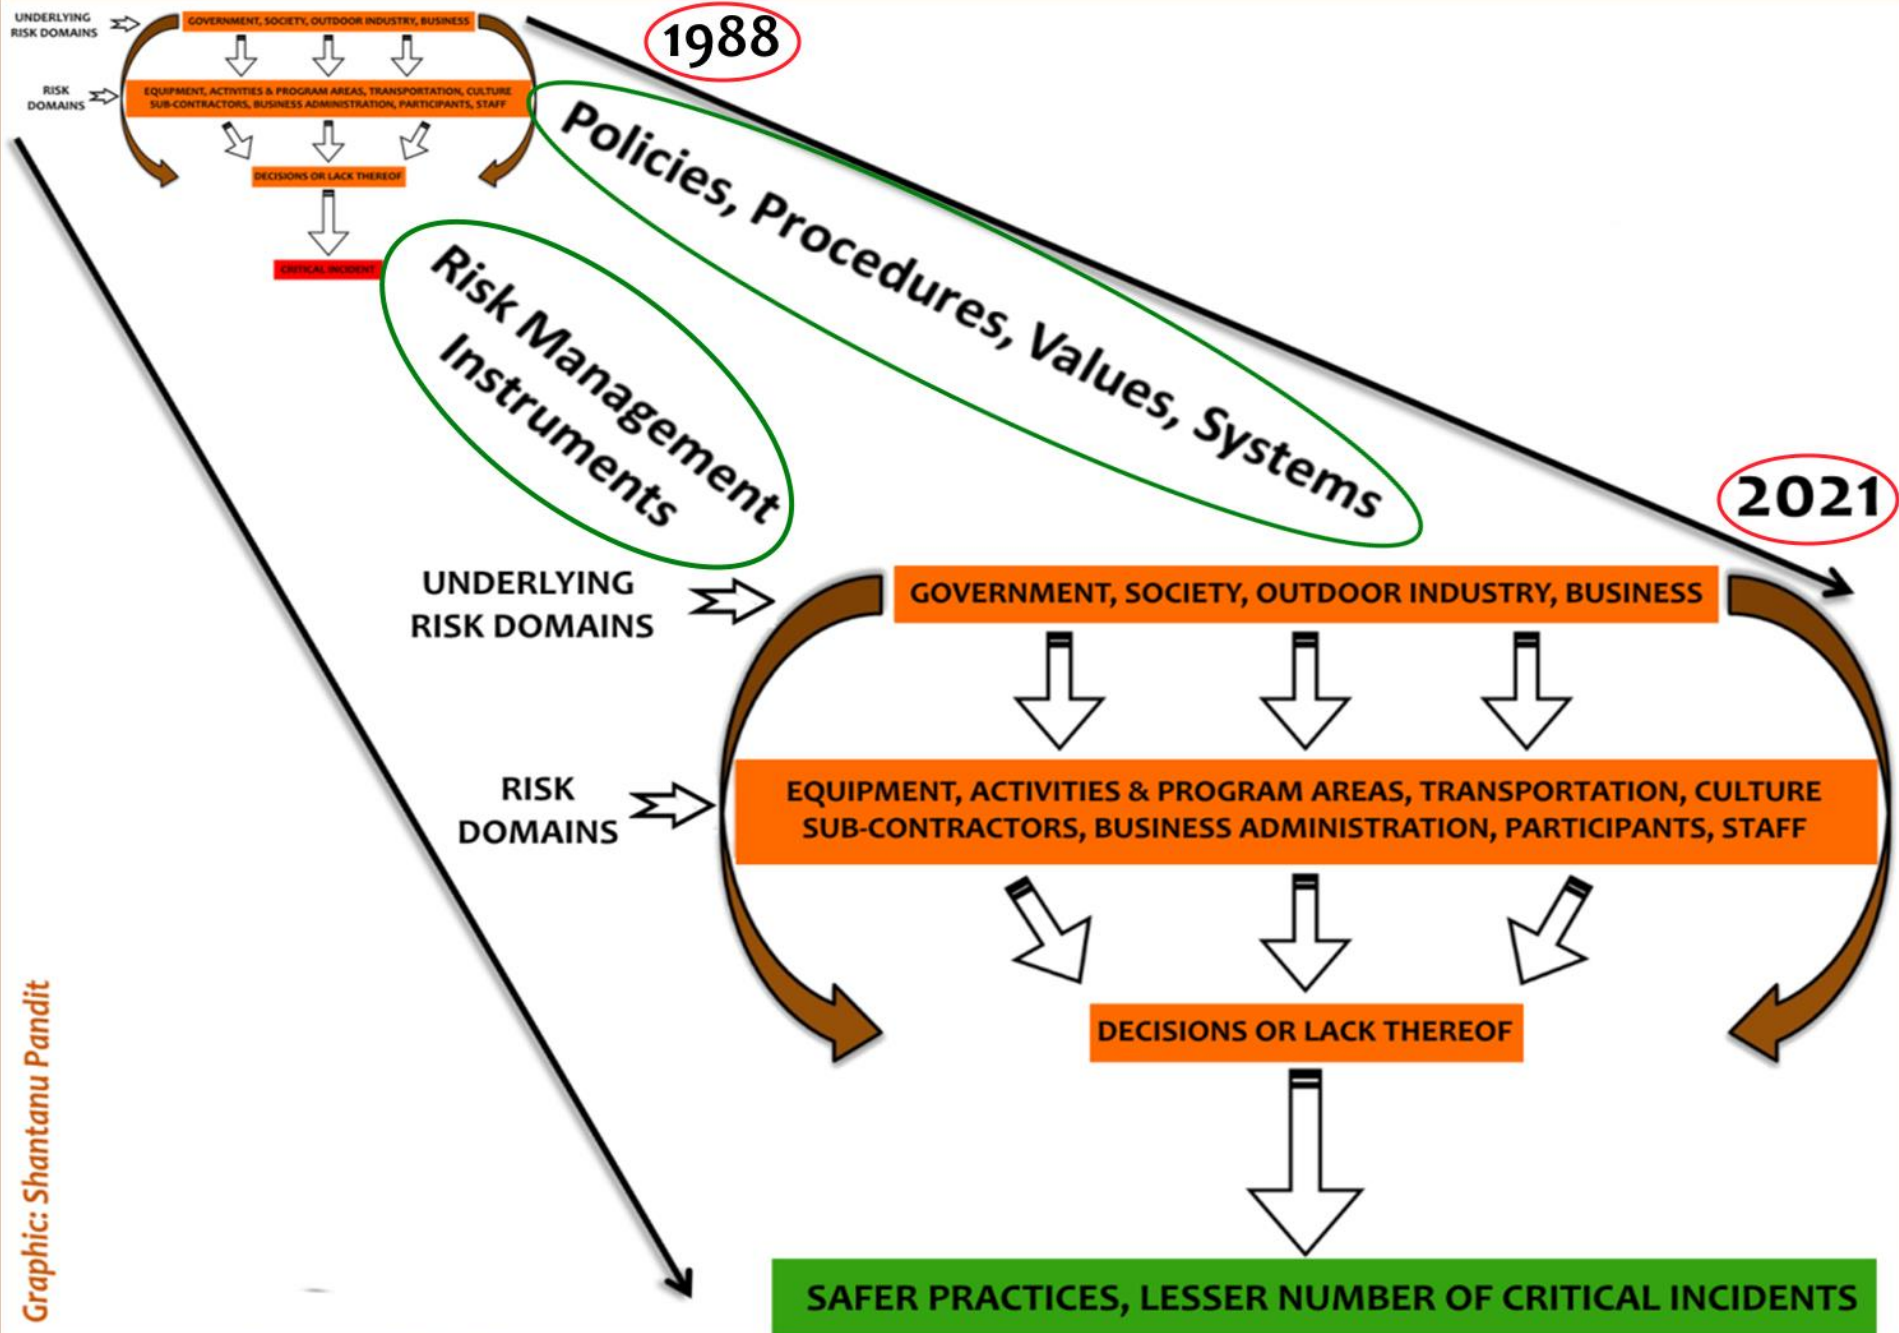 UNDERLYING
RISK DOMAINS
GOVERNMENT, SOCIETY, OUTDOOR INDUSTRY, BUSINESS
1988
RISK
DOMAINS
EQUIPMENT, ACTIVITIES & PROGRAM AREAS, TRANSPORTATION, CULTURE
SUB-CONTRACTORS, BUSINESS ADMINISTRATION, PARTICIPANTS, STAFF
DECISIONS OR LACK THEREOF
CRITICAL INCIDENT
Policies, Procedures, Values, Systems
Risk Management
Instruments
2021
UNDERLYING
RISK DOMAINS
GOVERNMENT, SOCIETY, OUTDOOR INDUSTRY, BUSINESS
RISK
DOMAINS
EQUIPMENT, ACTIVITIES & PROGRAM AREAS, TRANSPORTATION, CULTURE
SUB-CONTRACTORS, BUSINESS ADMINISTRATION, PARTICIPANTS, STAFF
DECISIONS OR LACK THEREOF
SAFER PRACTICES, LESSER NUMBER OF CRITICAL INCIDENTS
Graphic: Shantanu Pandit